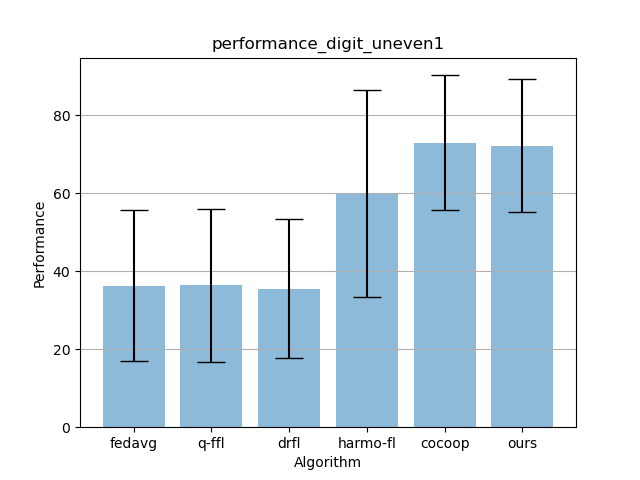 performance_digit_uneven1
Performance
80
60
40
20
0
fedavg q-ffl drfl harmo-fl cocoop ours
Algorithm